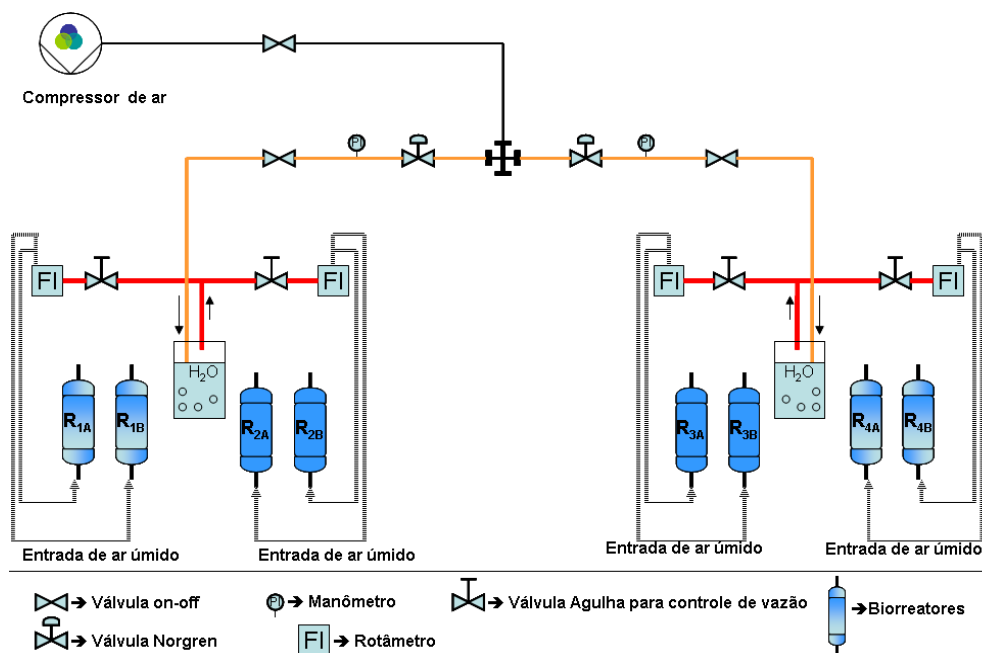 Compressor de ar
PI
PI
FI
FI
FI
FI
H2O
H2O
R1A
R1B
R2A
R2B
R3A
R3B
R4A
R4B
Entrada de ar úmido
Entrada de ar úmido
Entrada de ar úmido
Entrada de ar úmido
→ Válvula on-off
PI → Manômetro
→ Válvula Agulha para controle de vazão
→Biorreatores
→ Válvula Norgren
FI → Rotâmetro